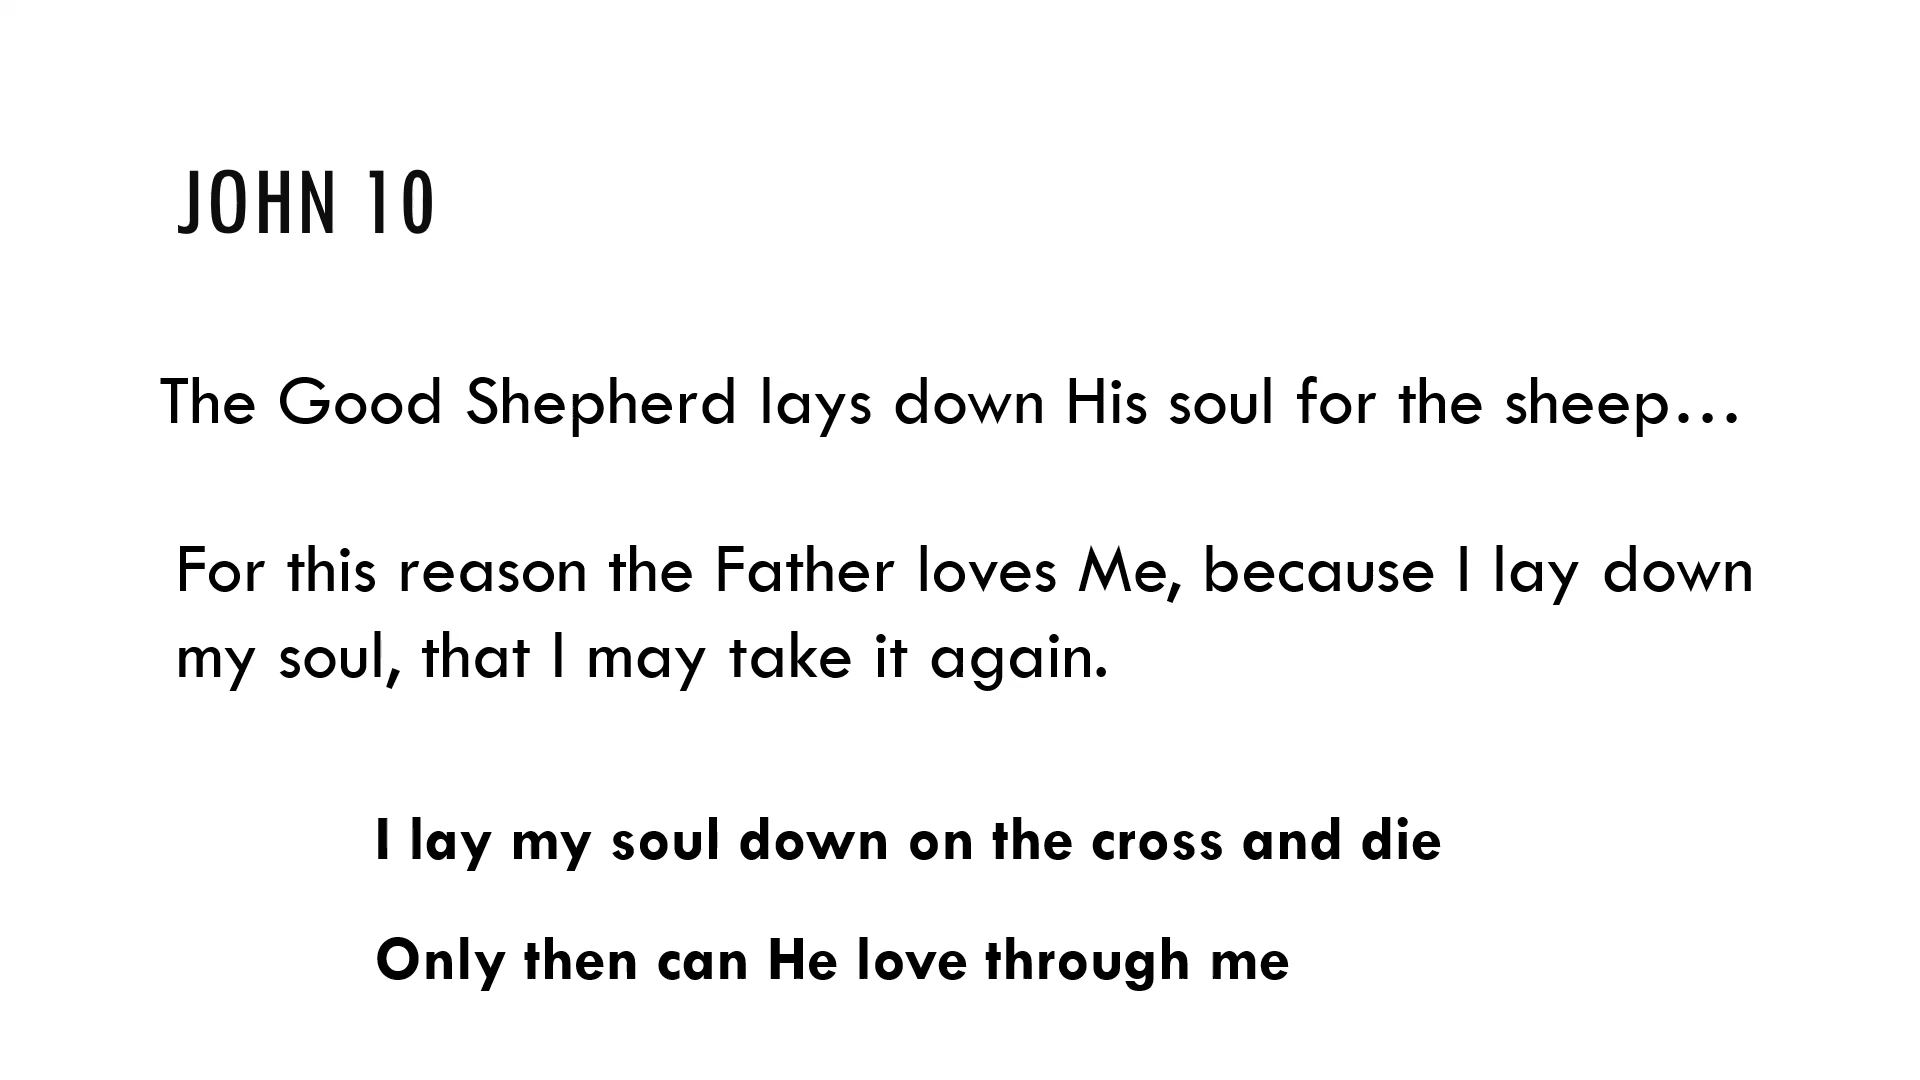 JOHN 10
The Good Shepherd lays down His soul for the sheep…
For this reason the Father loves Me, because I lay down
my soul, that I may take it again.
I lay my soul down on the cross and die
Only then can He love through me